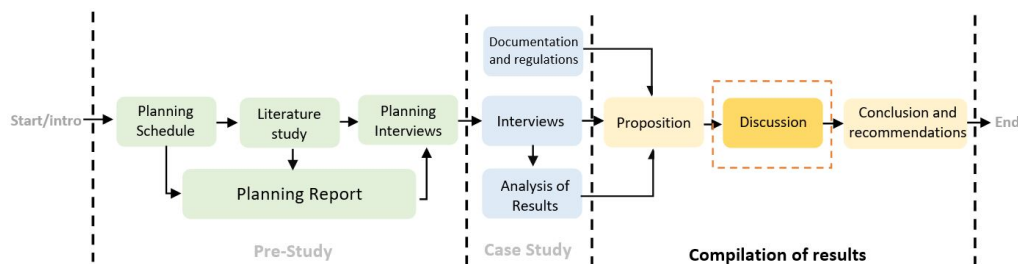 Start/intro
Planning
Schedule
Literature
study
Planning
Interviews
Planning Report
Pre-Study
Documentation
and regulations
Interviews
Analysis of
Results
Case Study
Proposition
Discussion
Conclusion and
recommendations
Compilation of results
End